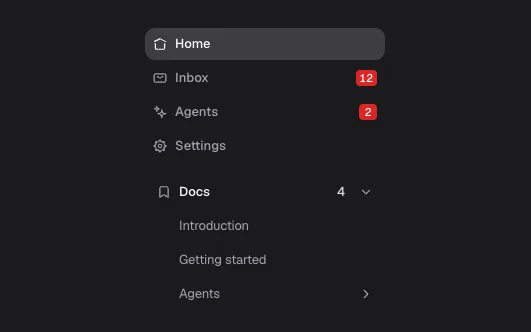 Home
Inbox 12
Agents 2
Settings
Docs 4
Introduction
Getting started
Agents